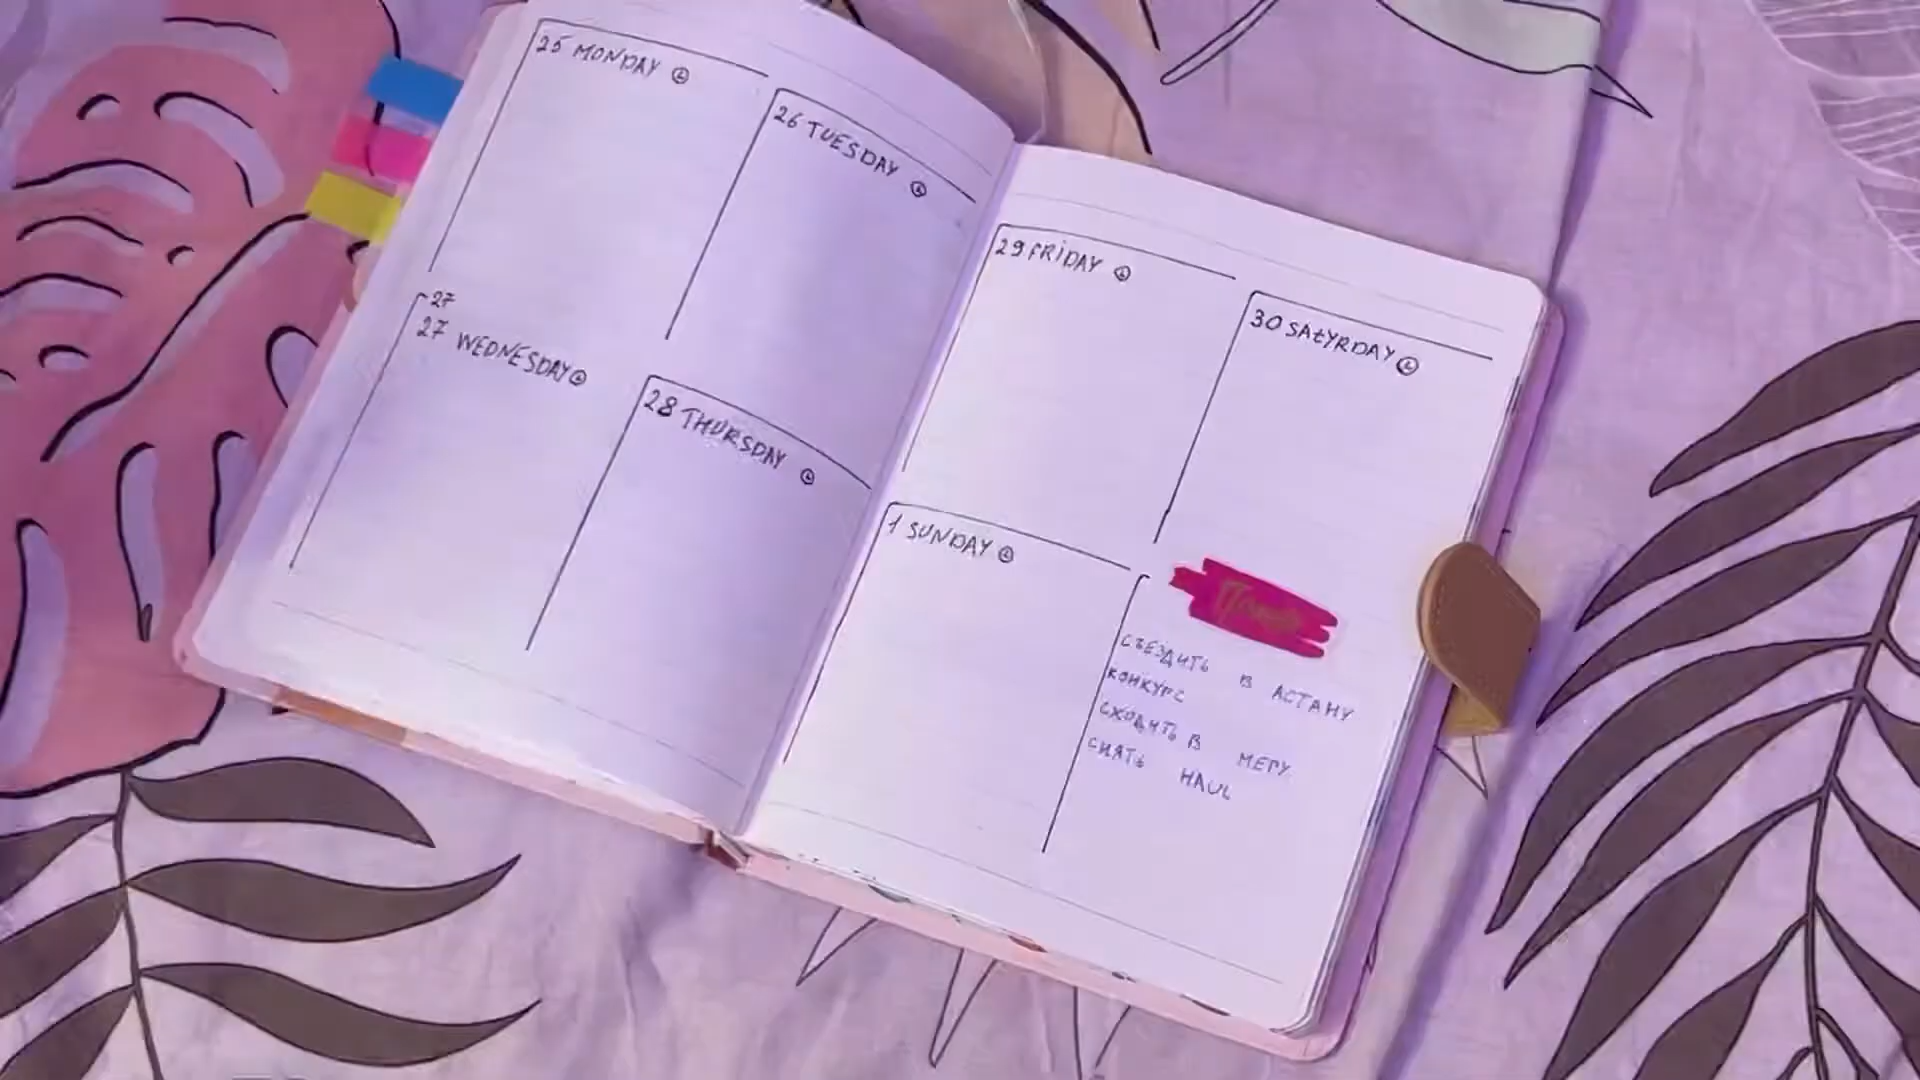 25 MONDAY
26 TUESDAY
27
27 WEDNESDAY
28 THURSDAY
29 FRIDAY
30 SATYRDAY
1 SUNDAY
СЪЕЗДИТЬ В АСТАНУ
КОНКУРС
СХОДИТЬ В МЕГУ
СНЯТЬ HAUL